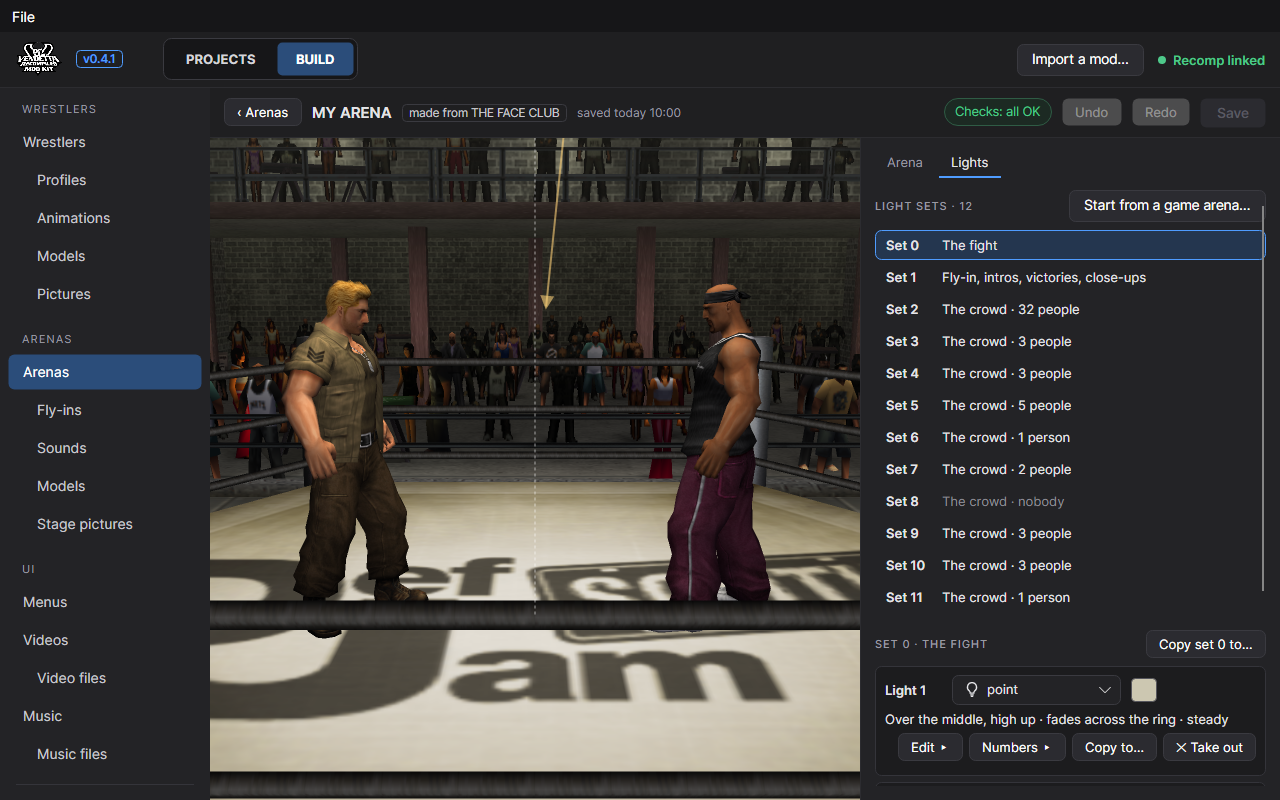 File
VENDETTA
MOD KIT
v0.4.1
PROJECTS
BUILD
Import a mod...
Recomp linked
WRESTLERS
Wrestlers
Profiles
Animations
Models
Pictures
ARENAS
Arenas
Fly-ins
Sounds
Models
Stage pictures
UI
Menus
Videos
Video files
Music
Music files
‹ Arenas
MY ARENA
made from THE FACE CLUB
saved today 10:00
Checks: all OK
Undo
Redo
Save
Jam
Arena
Lights
LIGHT SETS · 12
Start from a game arena...
Set 0 The fight
Set 1 Fly-in, intros, victories, close-ups
Set 2 The crowd · 32 people
Set 3 The crowd · 3 people
Set 4 The crowd · 3 people
Set 5 The crowd · 5 people
Set 6 The crowd · 1 person
Set 7 The crowd · 2 people
Set 8 The crowd · nobody
Set 9 The crowd · 3 people
Set 10 The crowd · 3 people
Set 11 The crowd · 1 person
SET 0 · THE FIGHT
Copy set 0 to...
Light 1
point
Over the middle, high up · fades across the ring · steady
Edit ▸
Numbers ▸
Copy to...
✕ Take out